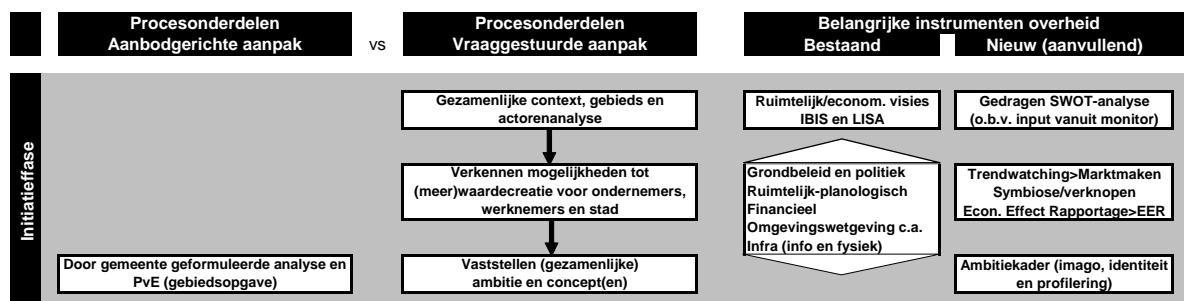 Procesonderdelen
Aanbodgerichte aanpak
vs
Procesonderdelen
Vraaggestuurde aanpak
Belangrijke instrumenten overheid
Bestaand
Nieuw (aanvullend)
Initiatieffase
Gezamenlijke context, gebieds en
actorenanalyse
Ruimtelijk/econom. visies
IBIS en LISA
Gedragen SWOT-analyse
(o.b.v. input vanuit monitor)
Verkennen mogelijkheden tot
(meer)waardecreatie voor ondernemers,
werknemers en stad
Grondbeleid en politiek
Ruimtelijk-planologisch
Financieel
Omgevingswetgeving c.a.
Infra (info en fysiek)
Trendwatching>Marktmaken
Symbiose/verknopen
Econ. Effect Rapportage>EER
Door gemeente geformuleerde analyse en
PvE (gebiedsopgave)
Vaststellen (gezamenlijke)
ambitie en concept(en)
Ambitiekader (imago, identiteit
en profilering)